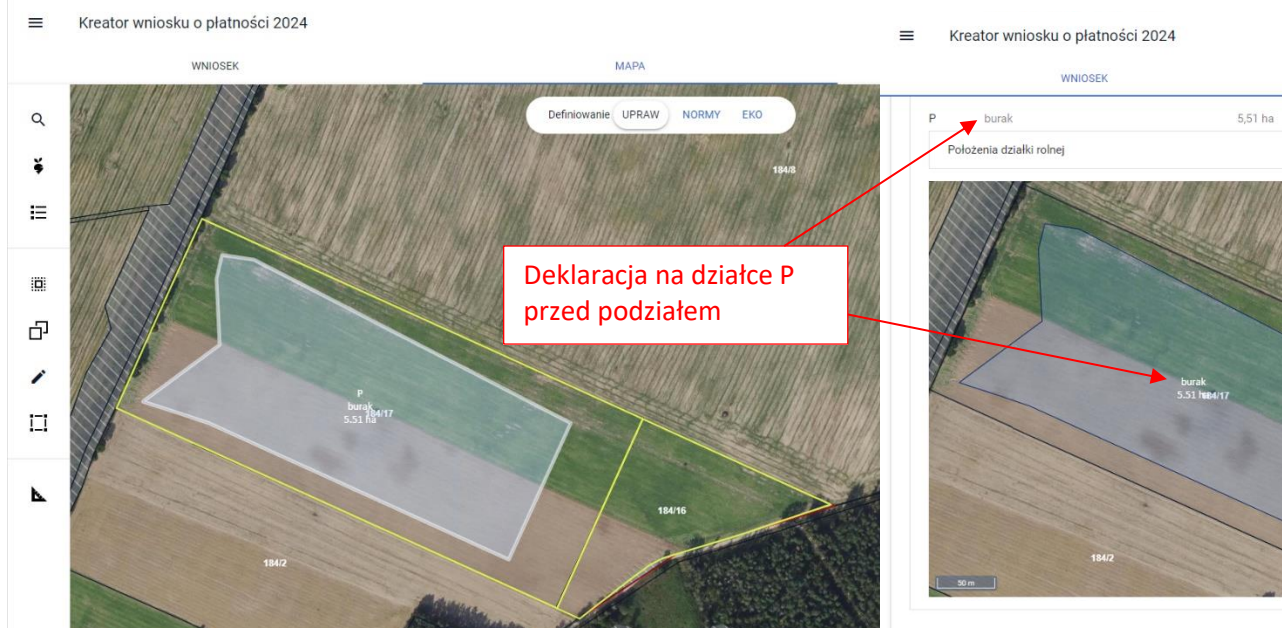 Kreator wniosku o płatności 2024
WNIOSEK
MAPA
Definiowanie UPRAW NORMY EKO
184/8
P
burak
5.51 ha
184/17
184/16
184/2
Deklaracja na działce P
przed podziałem
Kreator wniosku o płatności 2024
WNIOSEK
P burak 5,51 ha
Położenia działki rolnej
burak
5.51
184/17
184/2
50 m